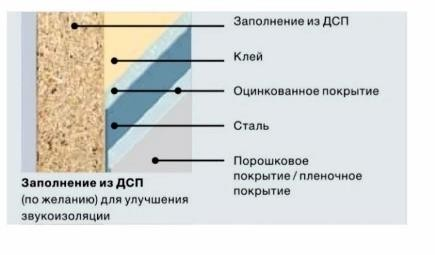 Заполнение из ДСП
Клей
Оцинкованное покрытие
Сталь
Порошковое
покрытие / пленочное
покрытие
Заполнение из ДСП
(по желанию) для улучшения
звукоизоляции